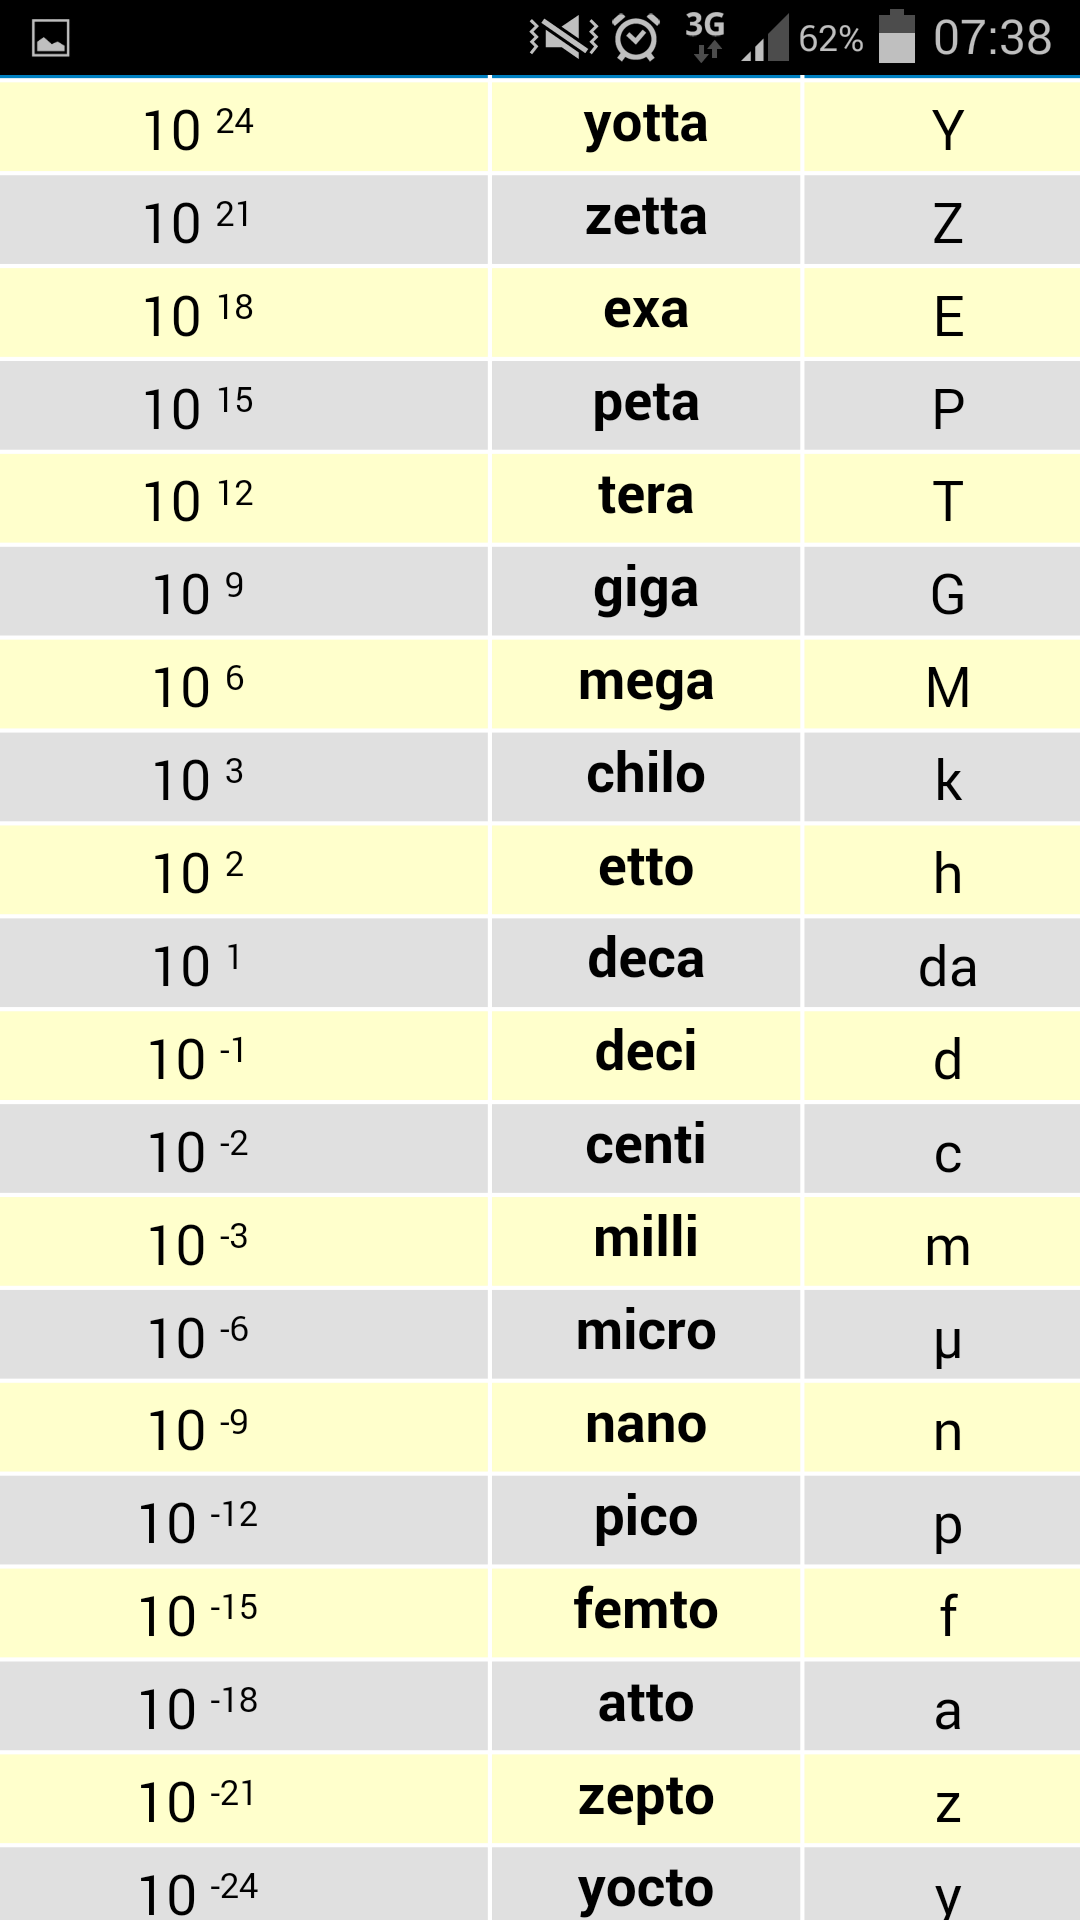 3G 62% 07:38
10 24 yotta Y
10 21 zetta Z
10 18 exa E
10 15 peta P
10 12 tera T
10 9 giga G
10 6 mega M
10 3 chilo k
10 2 etto h
10 1 deca da
10 -1 deci d
10 -2 centi c
10 -3 milli m
10 -6 micro µ
10 -9 nano n
10 -12 pico p
10 -15 femto f
10 -18 atto a
10 -21 zepto z
10 -24 yocto y